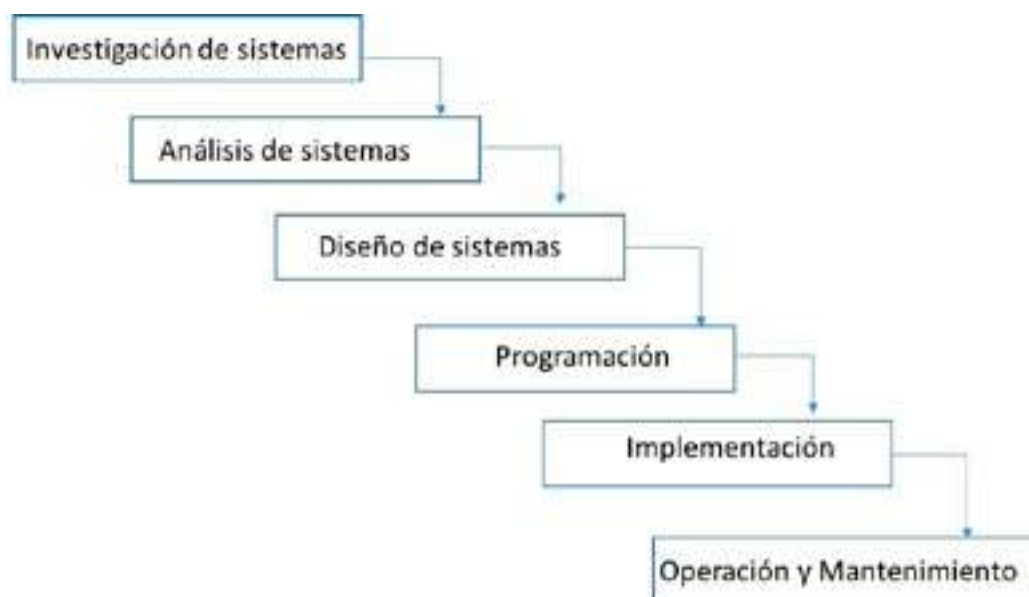 Investigación de sistemas
Análisis de sistemas
Diseño de sistemas
Programación
Implementación
Operación y Mantenimiento